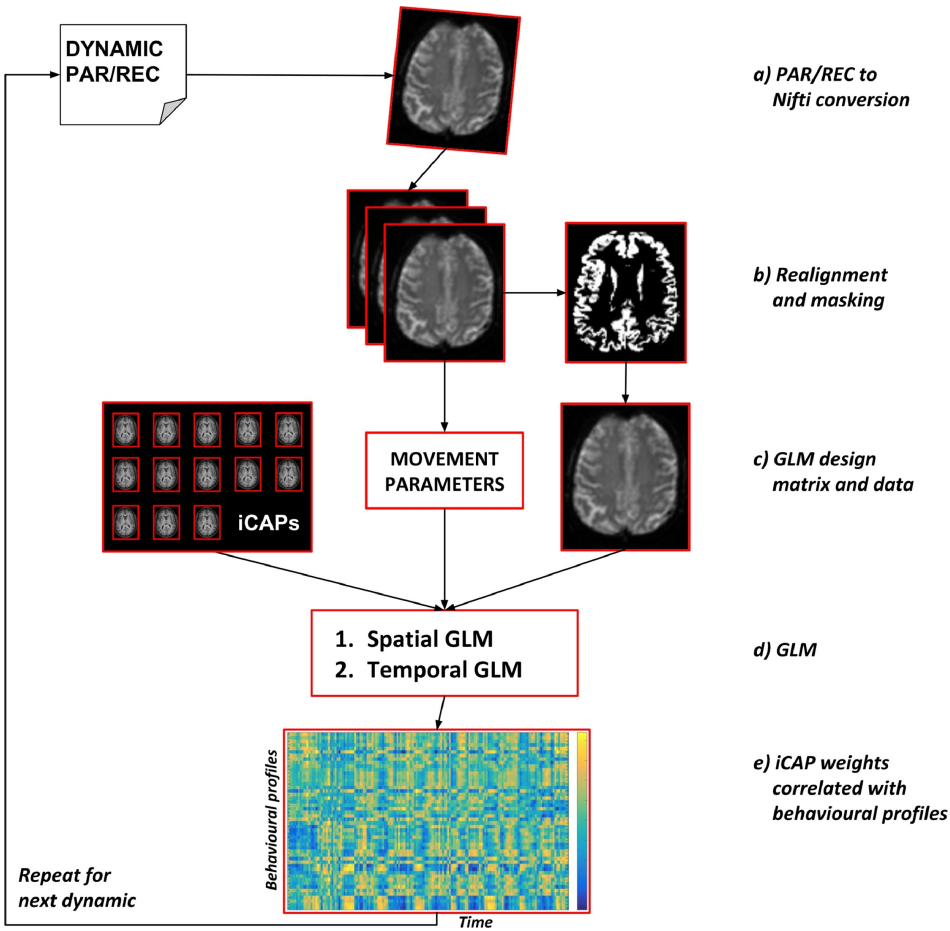 DYNAMIC
PAR/REC
a) PAR/REC to
Nifti conversion
b) Realignment
and masking
iCAPs
MOVEMENT
PARAMETERS
c) GLM design
matrix and data
1. Spatial GLM
2. Temporal GLM
d) GLM
Behavioural profiles
e) iCAP weights
correlated with
behavioural profiles
Repeat for
next dynamic
Time